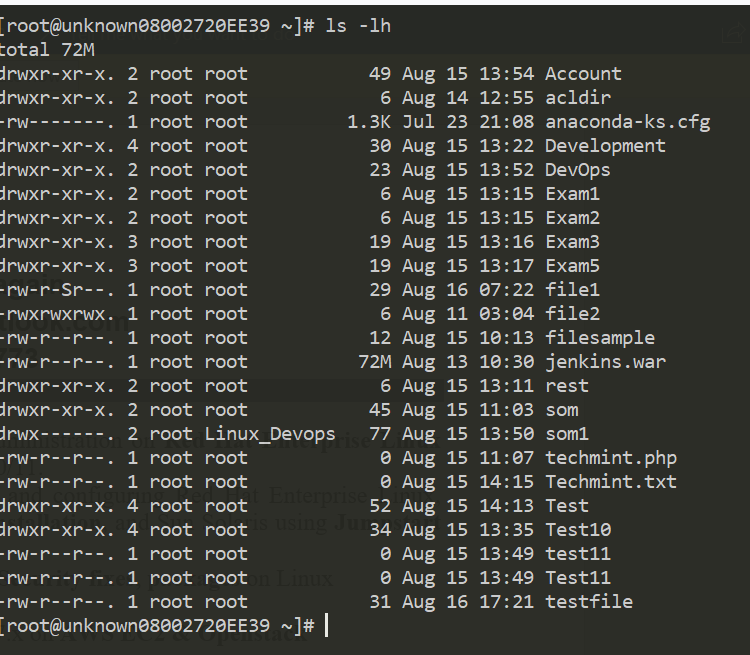 [root@unknown08002720EE39 ~]# ls -lh
total 72M
drwxr-xr-x. 2 root root 49 Aug 15 13:54 Account
drwxr-xr-x. 2 root root 6 Aug 14 12:55 acldir
-rw-------. 1 root root 1.3K Jul 23 21:08 anaconda-ks.cfg
drwxr-xr-x. 4 root root 30 Aug 15 13:22 Development
drwxr-xr-x. 2 root root 23 Aug 15 13:52 DevOps
drwxr-xr-x. 2 root root 6 Aug 15 13:15 Exam1
drwxr-xr-x. 2 root root 6 Aug 15 13:15 Exam2
drwxr-xr-x. 3 root root 19 Aug 15 13:16 Exam3
drwxr-xr-x. 3 root root 19 Aug 15 13:17 Exam5
-rw-r-Sr--. 1 root root 29 Aug 16 07:22 file1
-rwxrwxrwx. 1 root root 6 Aug 11 03:04 file2
-rw-r--r--. 1 root root 12 Aug 15 10:13 filesample
-rw-r--r--. 1 root root 72M Aug 13 10:30 jenkins.war
drwxr-xr-x. 2 root root 6 Aug 15 13:11 rest
drwxr-xr-x. 2 root root 45 Aug 15 11:03 som
drwx------. 2 root Linux_Devops 77 Aug 15 13:50 som1
-rw-r--r--. 1 root root 0 Aug 15 11:07 techmint.php
-rw-r--r--. 1 root root 0 Aug 15 14:15 Techmint.txt
drwxr-xr-x. 4 root root 52 Aug 15 14:13 Test
drwxr-xr-x. 4 root root 34 Aug 15 13:35 Test10
-rw-r--r--. 1 root root 0 Aug 15 13:49 test11
-rw-r--r--. 1 root root 0 Aug 15 13:49 Test11
-rw-r--r--. 1 root root 31 Aug 16 17:21 testfile
[root@unknown08002720EE39 ~]#